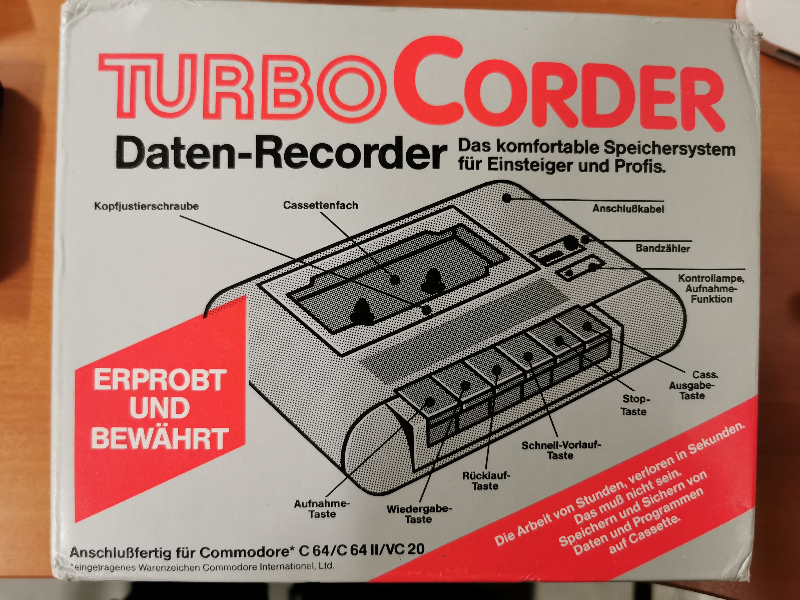 TURBO CORDER
Daten-Recorder
Das komfortable Speichersystem
für Einsteiger und Profis.
Kopfjustierschraube
Cassettenfach
Anschlußkabel
Bandzähler
Kontrollampe,
Aufnahme-
Funktion
ERPROBT
UND
BEWÄHRT
Cass.
Ausgabe-
Taste
Stop-
Taste
Schnell-Vorlauf-
Taste
Rücklauf-
Taste
Wiedergabe-
Taste
Aufnahme-
Taste
Die Arbeit von Stunden, verloren in Sekunden.
Das muß nicht sein.
Speichern und Sichern von
Daten und Programmen
auf Cassette.
Anschlußfertig für Commodore* C 64/C 64 II/VC 20
*eingetragenes Warenzeichen Commodore International, Ltd.